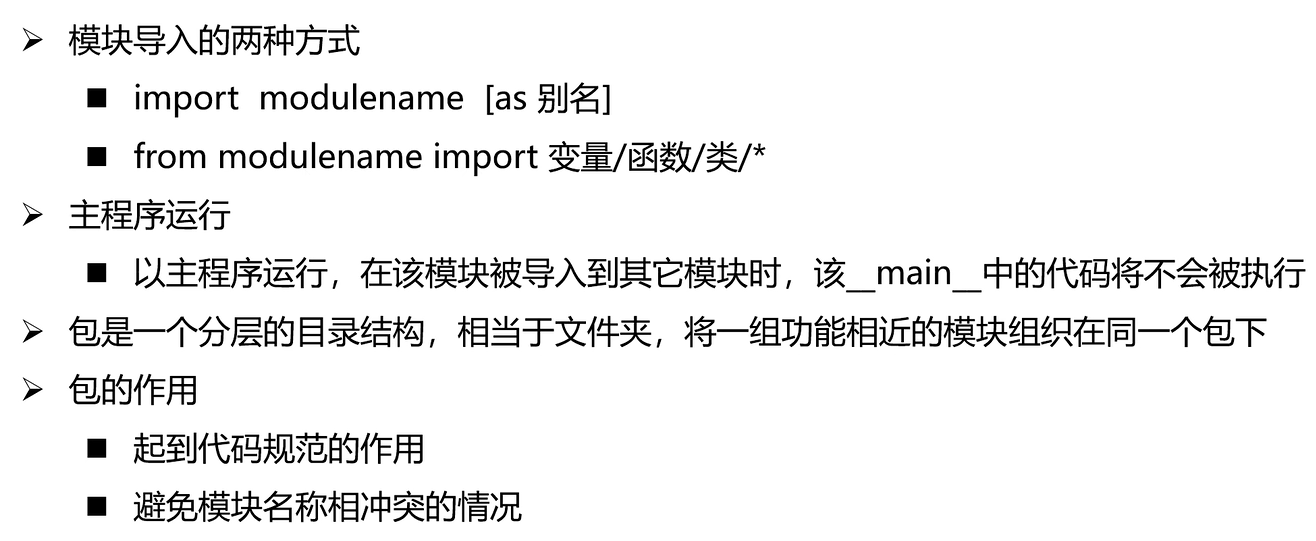 ➢ 模块导入的两种方式
■ import modulename [as 别名]
■ from modulename import 变量/函数/类/*
➢ 主程序运行
■ 以主程序运行，在该模块被导入到其它模块时，该__main__中的代码将不会被执行
➢ 包是一个分层的目录结构，相当于文件夹，将一组功能相近的模块组织在同一个包下
➢ 包的作用
■ 起到代码规范的作用
■ 避免模块名称相冲突的情况